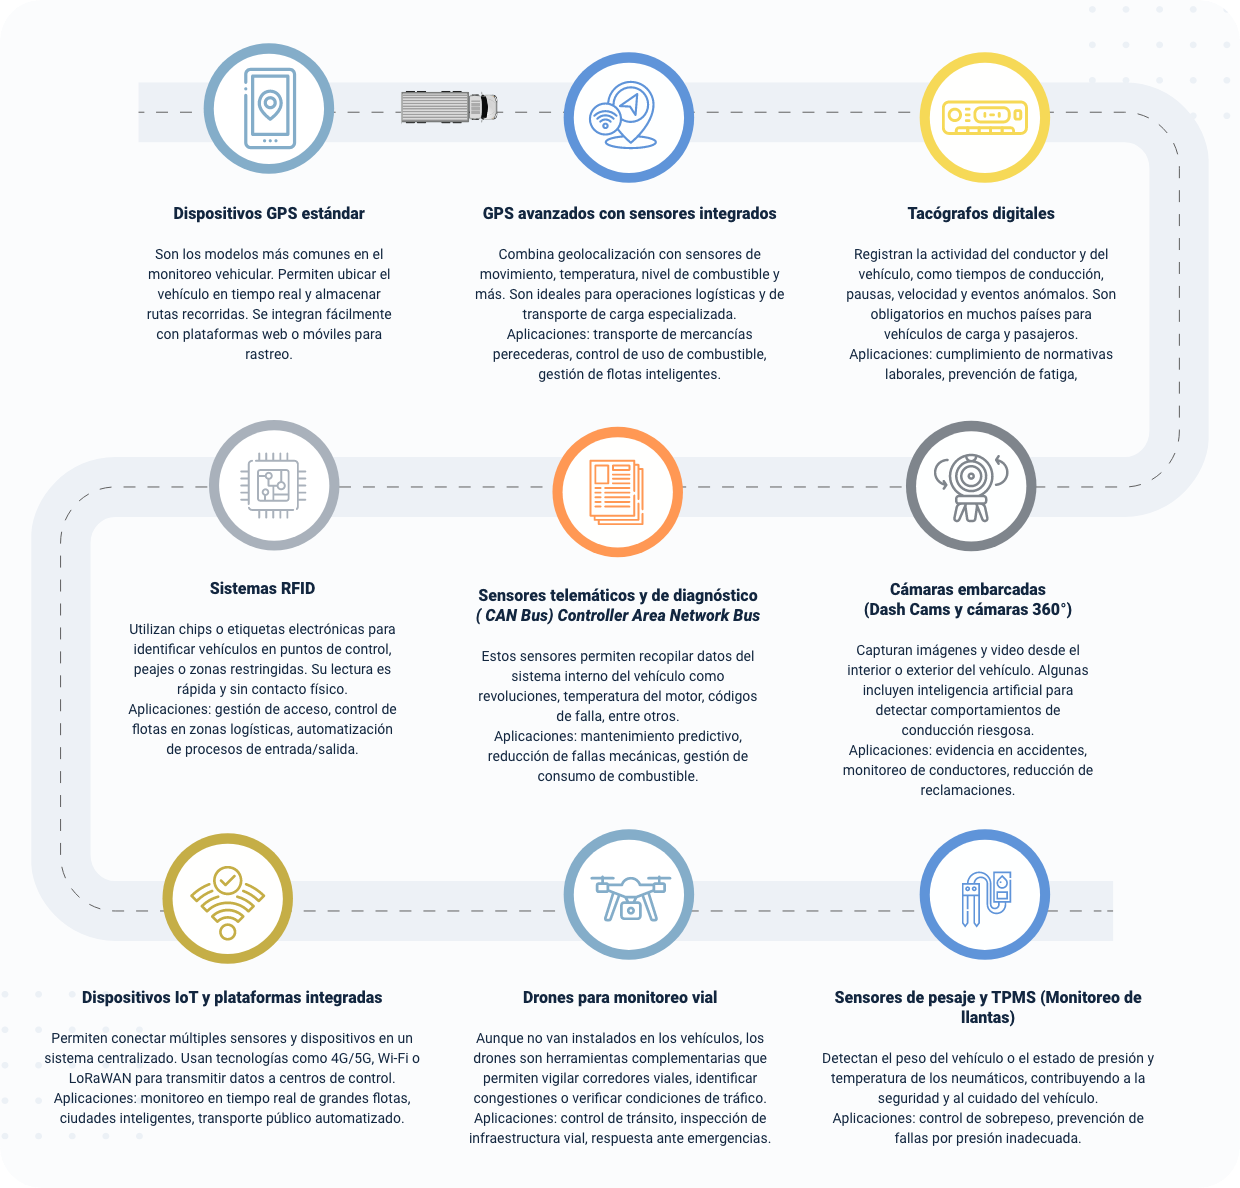 Dispositivos GPS estándar
Son los modelos más comunes en el
monitoreo vehicular. Permiten ubicar el
vehículo en tiempo real y almacenar
rutas recorridas. Se integran fácilmente
con plataformas web o móviles para
rastreo.
GPS avanzados con sensores integrados
Combina geolocalización con sensores de
movimiento, temperatura, nivel de combustible y
más. Son ideales para operaciones logísticas y de
transporte de carga especializada.
Aplicaciones: transporte de mercancías
perecederas, control de uso de combustible,
gestión de flotas inteligentes.
Tacógrafos digitales
Registran la actividad del conductor y del
vehículo, como tiempos de conducción,
pausas, velocidad y eventos anómalos. Son
obligatorios en muchos países para
vehículos de carga y pasajeros.
Aplicaciones: cumplimiento de normativas
laborales, prevención de fatiga,
Sistemas RFID
Utilizan chips o etiquetas electrónicas para
identificar vehículos en puntos de control,
peajes o zonas restringidas. Su lectura es
rápida y sin contacto físico.
Aplicaciones: gestión de acceso, control de
flotas en zonas logísticas, automatización
de procesos de entrada/salida.
Sensores telemáticos y de diagnóstico
( CAN Bus) Controller Area Network Bus
Estos sensores permiten recopilar datos del
sistema interno del vehículo como
revoluciones, temperatura del motor, códigos
de falla, entre otros.
Aplicaciones: mantenimiento predictivo,
reducción de fallas mecánicas, gestión de
consumo de combustible.
Cámaras embarcadas
(Dash Cams y cámaras 360°)
Capturan imágenes y video desde el
interior o exterior del vehículo. Algunas
incluyen inteligencia artificial para
detectar comportamientos de
conducción riesgosa.
Aplicaciones: evidencia en accidentes,
monitoreo de conductores, reducción de
reclamaciones.
Dispositivos IoT y plataformas integradas
Permiten conectar múltiples sensores y dispositivos en un
sistema centralizado. Usan tecnologías como 4G/5G, Wi-Fi o
LoRaWAN para transmitir datos a centros de control.
Aplicaciones: monitoreo en tiempo real de grandes flotas,
ciudades inteligentes, transporte público automatizado.
Drones para monitoreo vial
Aunque no van instalados en los vehículos, los
drones son herramientas complementarias que
permiten vigilar corredores viales, identificar
congestiones o verificar condiciones de tráfico.
Aplicaciones: control de tránsito, inspección de
infraestructura vial, respuesta ante emergencias.
Sensores de pesaje y TPMS (Monitoreo de
llantas)
Detectan el peso del vehículo o el estado de presión y
temperatura de los neumáticos, contribuyendo a la
seguridad y al cuidado del vehículo.
Aplicaciones: control de sobrepeso, prevención de
fallas por presión inadecuada.